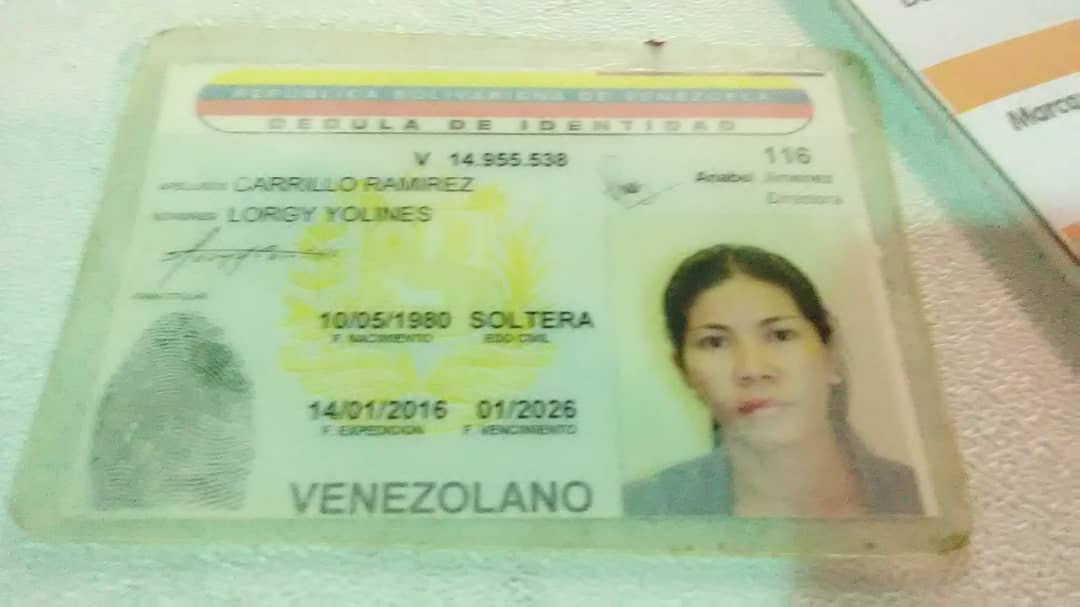 REPUBLICA BOLIVARIANA DE VENEZUELA
CEDULA DE IDENTIDAD
V 14.955.538
116
APELLIDOS CARRILLO RAMIREZ
Anabel Jimenez
Directora
NOMBRES LORGY YOLINES
10/05/1980 SOLTERA
F. NACIMIENTO EDO CIVIL
14/01/2016 01/2026
F. EXPEDICION F. VENCIMIENTO
VENEZOLANO